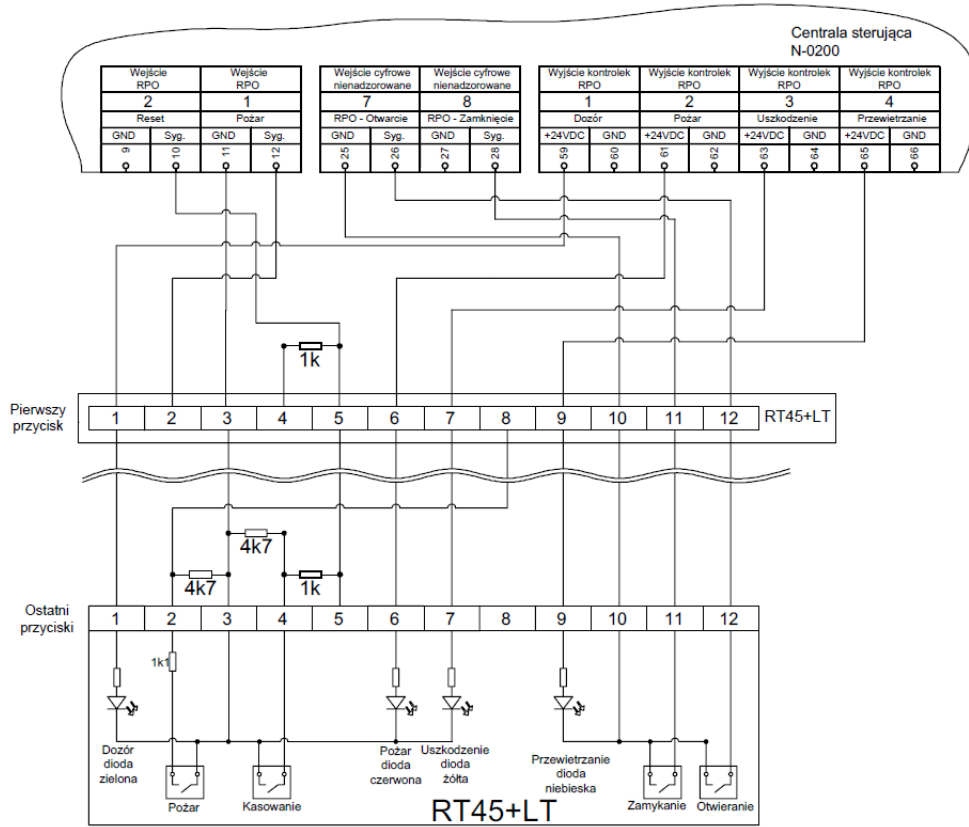 Centrala sterująca
N-0200
Wejście RPO Wejście RPO Wejście cyfrowe nienadzorowane Wejście cyfrowe nienadzorowane Wyjście kontrolek RPO Wyjście kontrolek RPO Wyjście kontrolek RPO Wyjście kontrolek RPO
2 1 7 8 1 2 3 4
Reset Pożar RPO - Otwarcie RPO - Zamknięcie Dozór Pożar Uszkodzenie Przewietrzanie
GND Syg. GND Syg. GND Syg. GND Syg. +24VDC GND +24VDC GND +24VDC GND +24VDC GND
9 10 11 12 25 26 27 28 59 60 61 62 63 64 65 66
1k
Pierwszy
przycisk
1 2 3 4 5 6 7 8 9 10 11 12 RT45+LT
4k7
4k7 1k
Ostatni
przyciski
1 2 3 4 5 6 7 8 9 10 11 12
1k1
Dozór
dioda
zielona
Pożar
Kasowanie
Pożar
dioda
czerwona
Uszkodzenie
dioda
żółta
Przewietrzanie
dioda
niebieska
Zamykanie
Otwieranie
RT45+LT